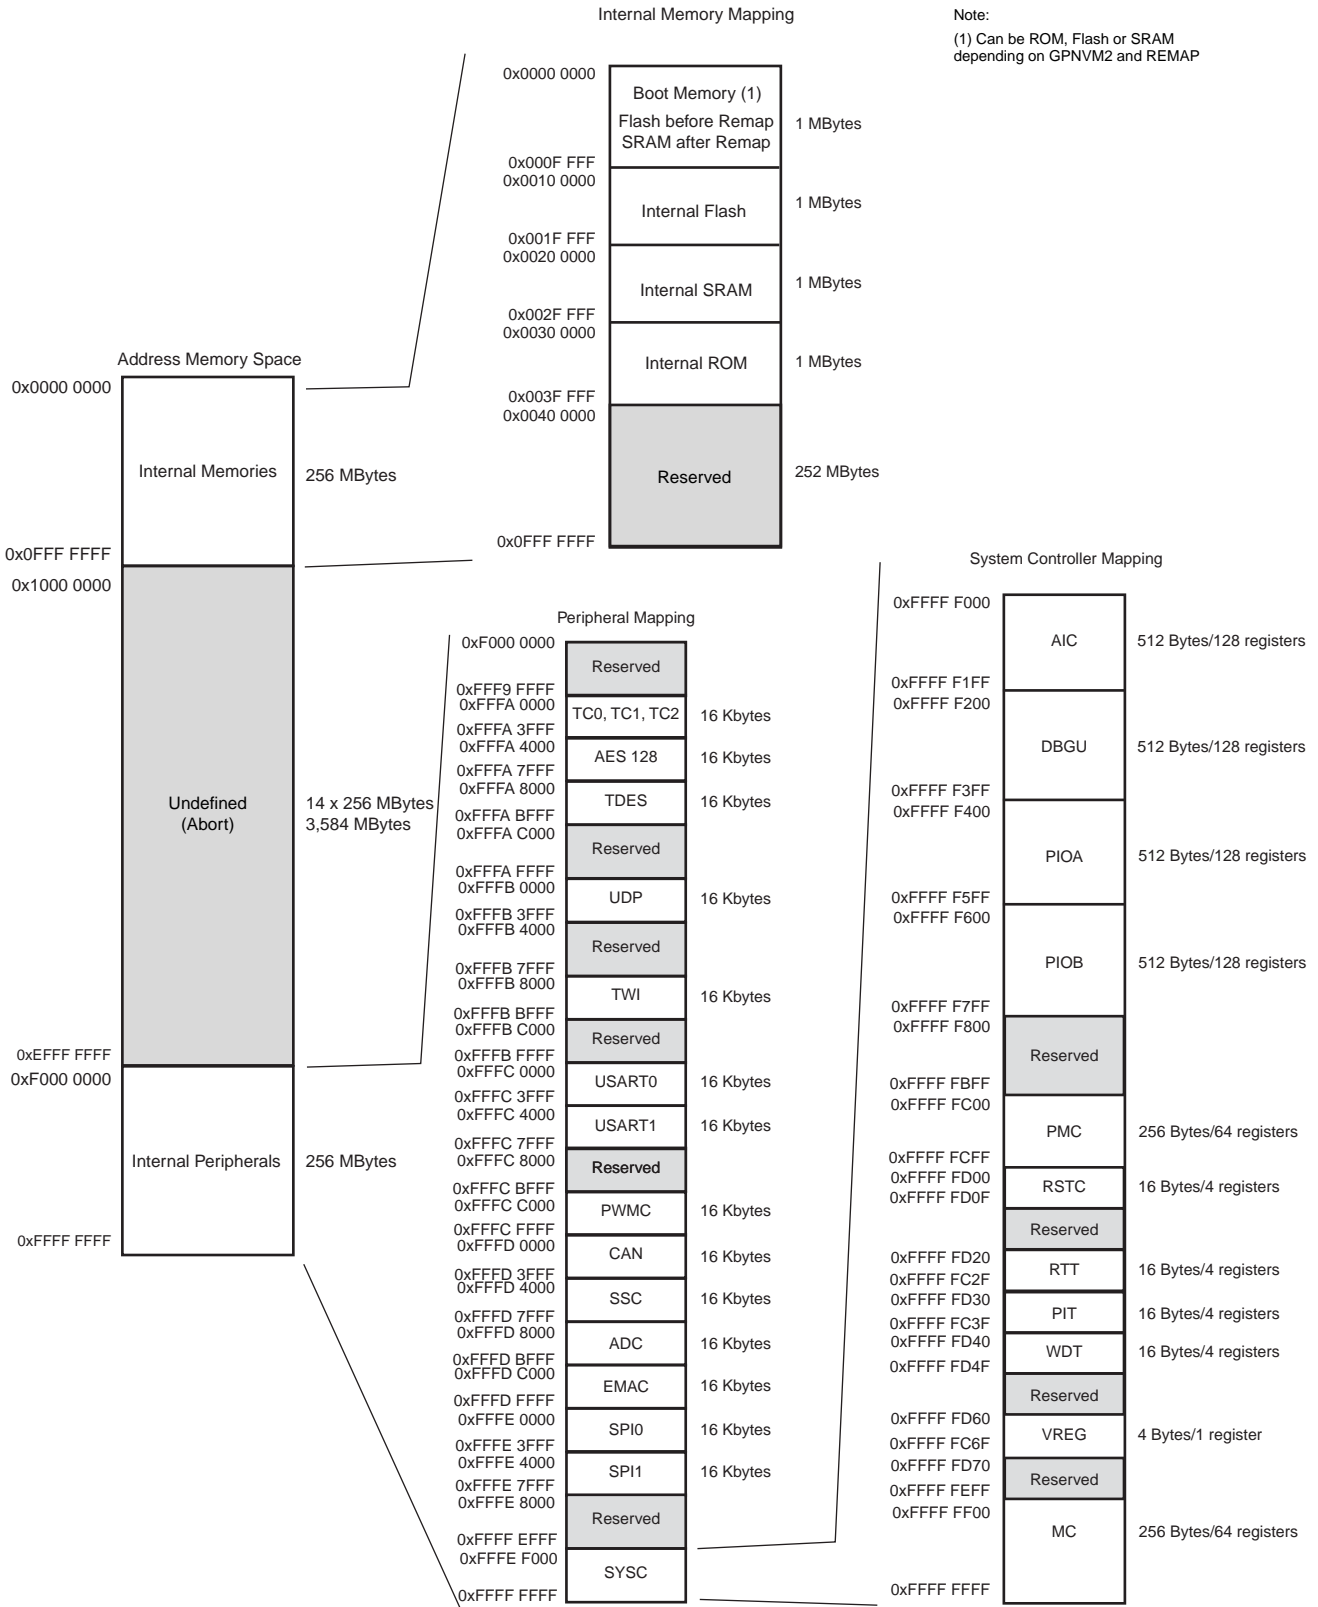 Internal Memory Mapping
Note:
(1) Can be ROM, Flash or SRAM
depending on GPNVM2 and REMAP
0x0000 0000
Boot Memory (1)
Flash before Remap
SRAM after Remap
1 MBytes
0x000F FFF
0x0010 0000
Internal Flash
1 MBytes
0x001F FFF
0x0020 0000
Internal SRAM
1 MBytes
0x002F FFF
0x0030 0000
Internal ROM
1 MBytes
0x003F FFF
0x0040 0000
Reserved
252 MBytes
0x0FFF FFFF
Address Memory Space
0x0000 0000
Internal Memories
256 MBytes
0x0FFF FFFF
0x1000 0000
Undefined
(Abort)
14 x 256 MBytes
3,584 MBytes
0xEFFF FFFF
0xF000 0000
Internal Peripherals
256 MBytes
0xFFFF FFFF
Peripheral Mapping
0xF000 0000
Reserved
0xFFF9 FFFF
0xFFFA 0000
TC0, TC1, TC2
16 Kbytes
0xFFFA 3FFF
0xFFFA 4000
AES 128
16 Kbytes
0xFFFA 7FFF
0xFFFA 8000
TDES
16 Kbytes
0xFFFA BFFF
0xFFFA C000
Reserved
0xFFFA FFFF
0xFFFB 0000
UDP
16 Kbytes
0xFFFB 3FFF
0xFFFB 4000
Reserved
0xFFFB 7FFF
0xFFFB 8000
TWI
16 Kbytes
0xFFFB BFFF
0xFFFB C000
Reserved
0xFFFB FFFF
0xFFFC 0000
USART0
16 Kbytes
0xFFFC 3FFF
0xFFFC 4000
USART1
16 Kbytes
0xFFFC 7FFF
0xFFFC 8000
Reserved
0xFFFC BFFF
0xFFFC C000
PWMC
16 Kbytes
0xFFFC FFFF
0xFFFD 0000
CAN
16 Kbytes
0xFFFD 3FFF
0xFFFD 4000
SSC
16 Kbytes
0xFFFD 7FFF
0xFFFD 8000
ADC
16 Kbytes
0xFFFD BFFF
0xFFFD C000
EMAC
16 Kbytes
0xFFFD FFFF
0xFFFE 0000
SPI0
16 Kbytes
0xFFFE 3FFF
0xFFFE 4000
SPI1
16 Kbytes
0xFFFE 7FFF
0xFFFE 8000
Reserved
0xFFFF EFFF
0xFFFE F000
SYSC
0xFFFF FFFF
System Controller Mapping
0xFFFF F000
AIC
512 Bytes/128 registers
0xFFFF F1FF
0xFFFF F200
DBGU
512 Bytes/128 registers
0xFFFF F3FF
0xFFFF F400
PIOA
512 Bytes/128 registers
0xFFFF F5FF
0xFFFF F600
PIOB
512 Bytes/128 registers
0xFFFF F7FF
0xFFFF F800
Reserved
0xFFFF FBFF
0xFFFF FC00
PMC
256 Bytes/64 registers
0xFFFF FCFF
0xFFFF FD00
RSTC
16 Bytes/4 registers
0xFFFF FD0F
Reserved
0xFFFF FD20
RTT
16 Bytes/4 registers
0xFFFF FC2F
0xFFFF FD30
PIT
16 Bytes/4 registers
0xFFFF FC3F
0xFFFF FD40
WDT
16 Bytes/4 registers
0xFFFF FD4F
Reserved
0xFFFF FD60
VREG
4 Bytes/1 register
0xFFFF FC6F
0xFFFF FD70
Reserved
0xFFFF FEFF
0xFFFF FF00
MC
256 Bytes/64 registers
0xFFFF FFFF